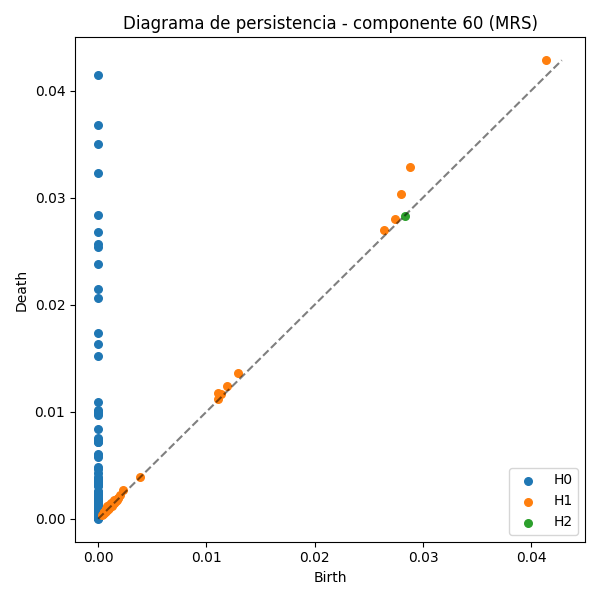 Diagrama de persistencia - componente 60 (MRS)
Death
0.04
0.03
0.02
0.01
0.00
H0
H1
H2
0.00 0.01 0.02 0.03 0.04
Birth